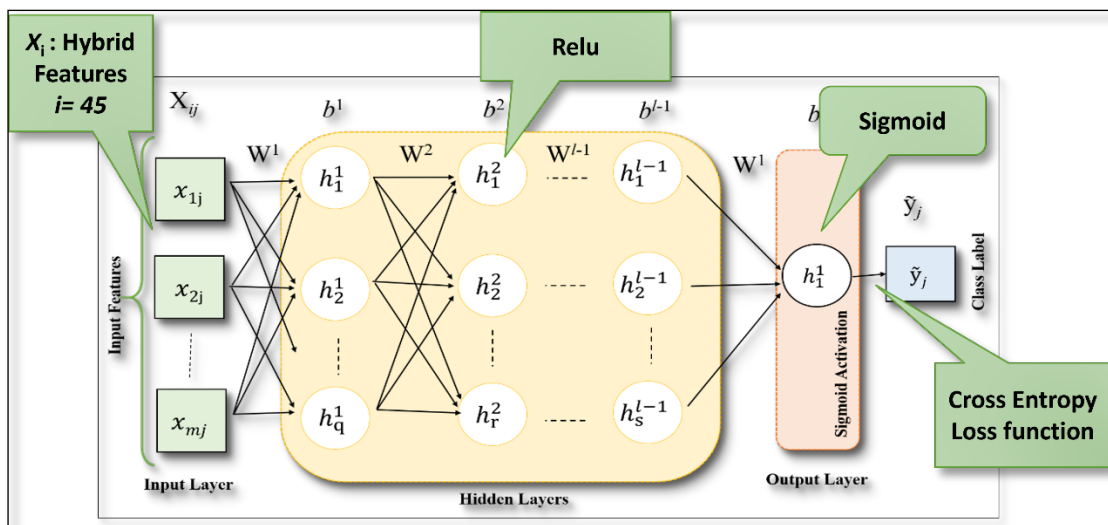 Xi : Hybrid
Features
i= 45
Relu
Sigmoid
Cross Entropy
Loss function
Xij
b¹
b²
bˡ⁻¹
b
W¹
W²
Wˡ⁻¹
W¹
ỹj
x₁j
x₂j
xmj
h₁¹
h₂¹
hq¹
h₁²
h₂²
hr²
h₁ˡ⁻¹
h₂ˡ⁻¹
hsˡ⁻¹
h₁¹
ỹj
Input Features
Sigmoid Activation
Class Label
Input Layer
Hidden Layers
Output Layer